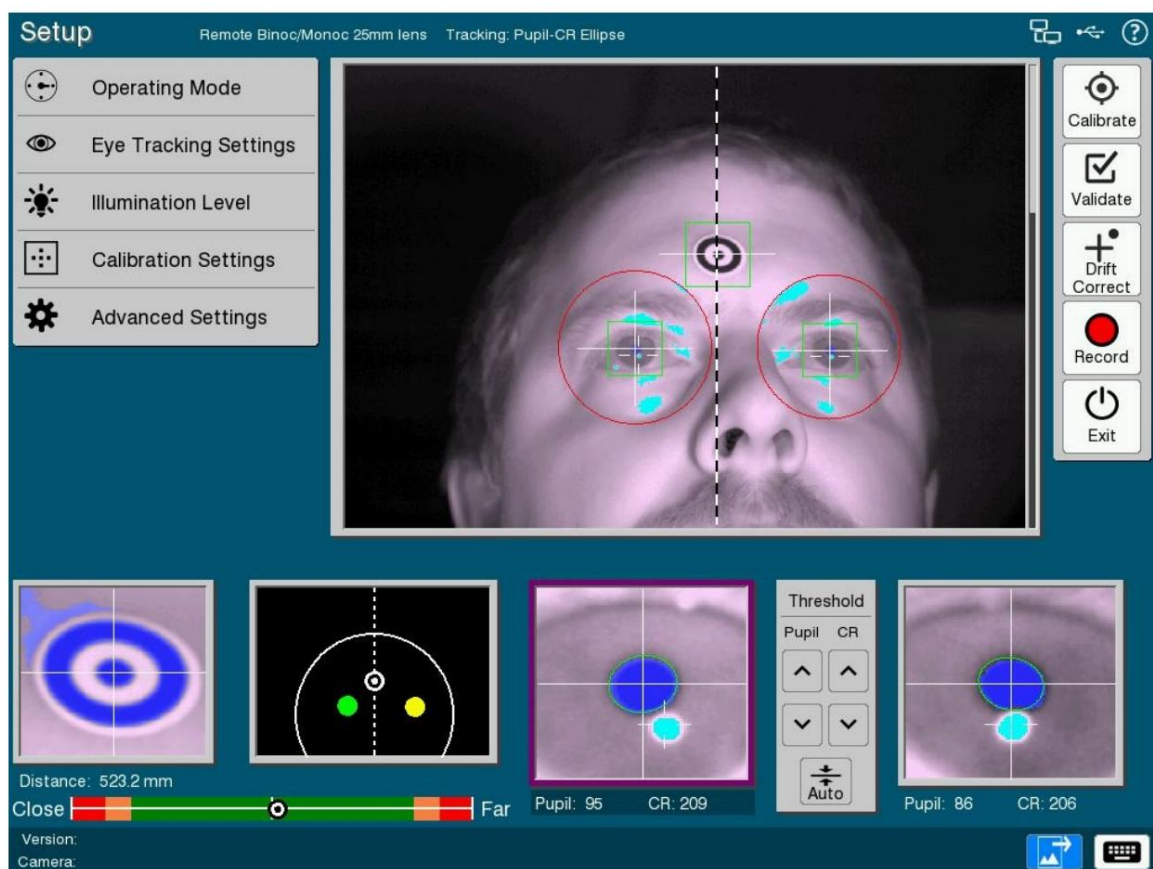 Setup
Remote Binoc/Monoc 25mm lens Tracking: Pupil-CR Ellipse
Operating Mode
Eye Tracking Settings
Illumination Level
Calibration Settings
Advanced Settings
Calibrate
Validate
Drift
Correct
Record
Exit
Distance: 523.2 mm
Close
Far
Pupil: 95 CR: 209
Threshold
Pupil CR
Auto
Pupil: 86 CR: 206
Version:
Camera: